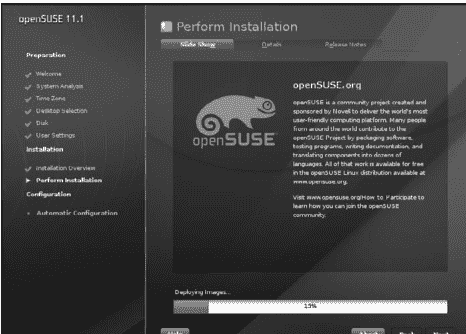 openSUSE 11.1
Preparation
Welcome
System Analysis
Time Zone
Desktop Selection
Disk
User Settings
Installation
Installation Overview
Perform Installation
Configuration
Automatic Configuration
Perform Installation
Slide Show
Details
Release Notes
openSUSE
openSUSE.org
openSUSE is a community project created and
sponsored by Novell to deliver the world's most
user-friendly computing platform. Many people
from around the world contribute to the
openSUSE Project by packaging software,
testing programs, writing documentation, and
translating components into dozens of
languages. All of that work is available for free
in the openSUSE Linux distribution available at
www.opensuse.org.
Visit www.opensuse.org/How_to_Participate to
learn how you can join the openSUSE
community.
Deploying Images...
13%
Help
Abort
Back
Next